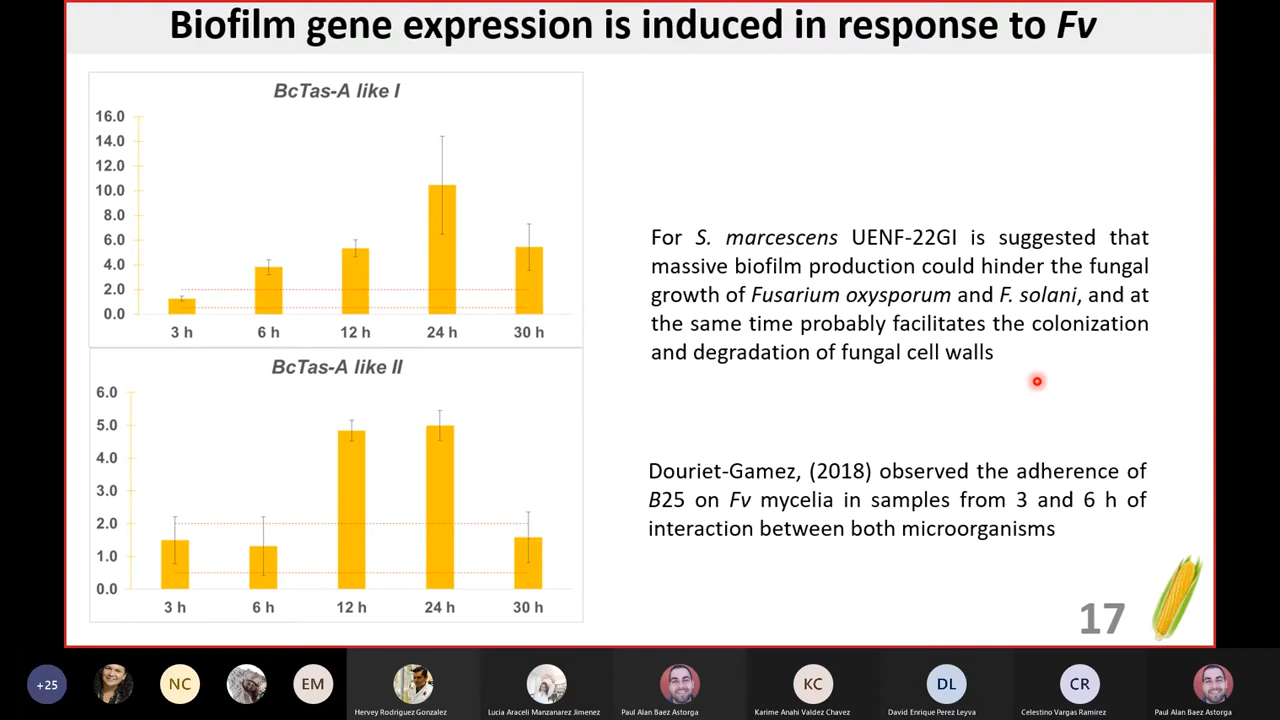 Biofilm gene expression is induced in response to Fv
BcTas-A like I
16.0
14.0
12.0
10.0
8.0
6.0
4.0
2.0
0.0
3 h 6 h 12 h 24 h 30 h
BcTas-A like II
6.0
5.0
4.0
3.0
2.0
1.0
0.0
3 h 6 h 12 h 24 h 30 h
For S. marcescens UENF-22GI is suggested that
massive biofilm production could hinder the fungal
growth of Fusarium oxysporum and F. solani, and at
the same time probably facilitates the colonization
and degradation of fungal cell walls
Douriet-Gamez, (2018) observed the adherence of
B25 on Fv mycelia in samples from 3 and 6 h of
interaction between both microorganisms
17
+25 NC EM KC DL CR
Hervey Rodriguez Gonzalez Lucia Araceli Manzanarez Jimenez Paul Alan Baez Astorga Karime Anahi Valdez Chavez David Enrique Perez Leyva Celestino Vargas Ramirez Paul Alan Baez Astorga